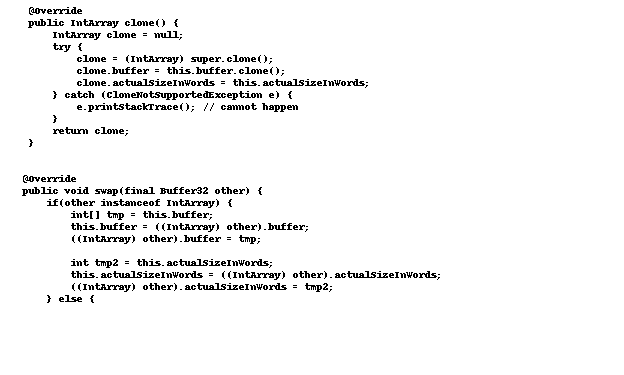 @Override
public IntArray clone() {
IntArray clone = null;
try {
clone = (IntArray) super.clone();
clone.buffer = this.buffer.clone();
clone.actualSizeInWords = this.actualSizeInWords;
} catch (CloneNotSupportedException e) {
e.printStackTrace(); // cannot happen
}
return clone;
}
@Override
public void swap(final Buffer32 other) {
if(other instanceof IntArray) {
int[] tmp = this.buffer;
this.buffer = ((IntArray) other).buffer;
((IntArray) other).buffer = tmp;
int tmp2 = this.actualSizeInWords;
this.actualSizeInWords = ((IntArray) other).actualSizeInWords;
((IntArray) other).actualSizeInWords = tmp2;
} else {